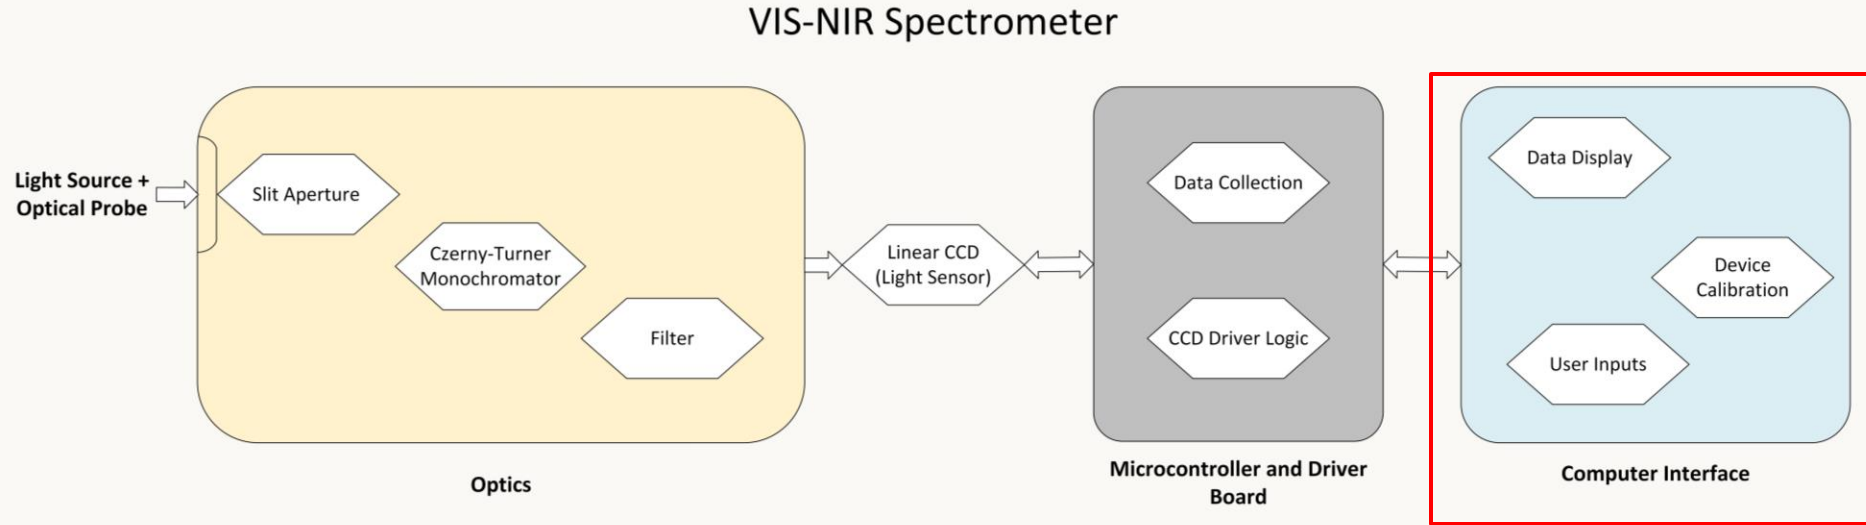 VIS-NIR Spectrometer
Light Source +
Optical Probe
Slit Aperture
Czerny-Turner
Monochromator
Filter
Optics
Linear CCD
(Light Sensor)
Data Collection
CCD Driver Logic
Microcontroller and Driver
Board
Data Display
Device
Calibration
User Inputs
Computer Interface